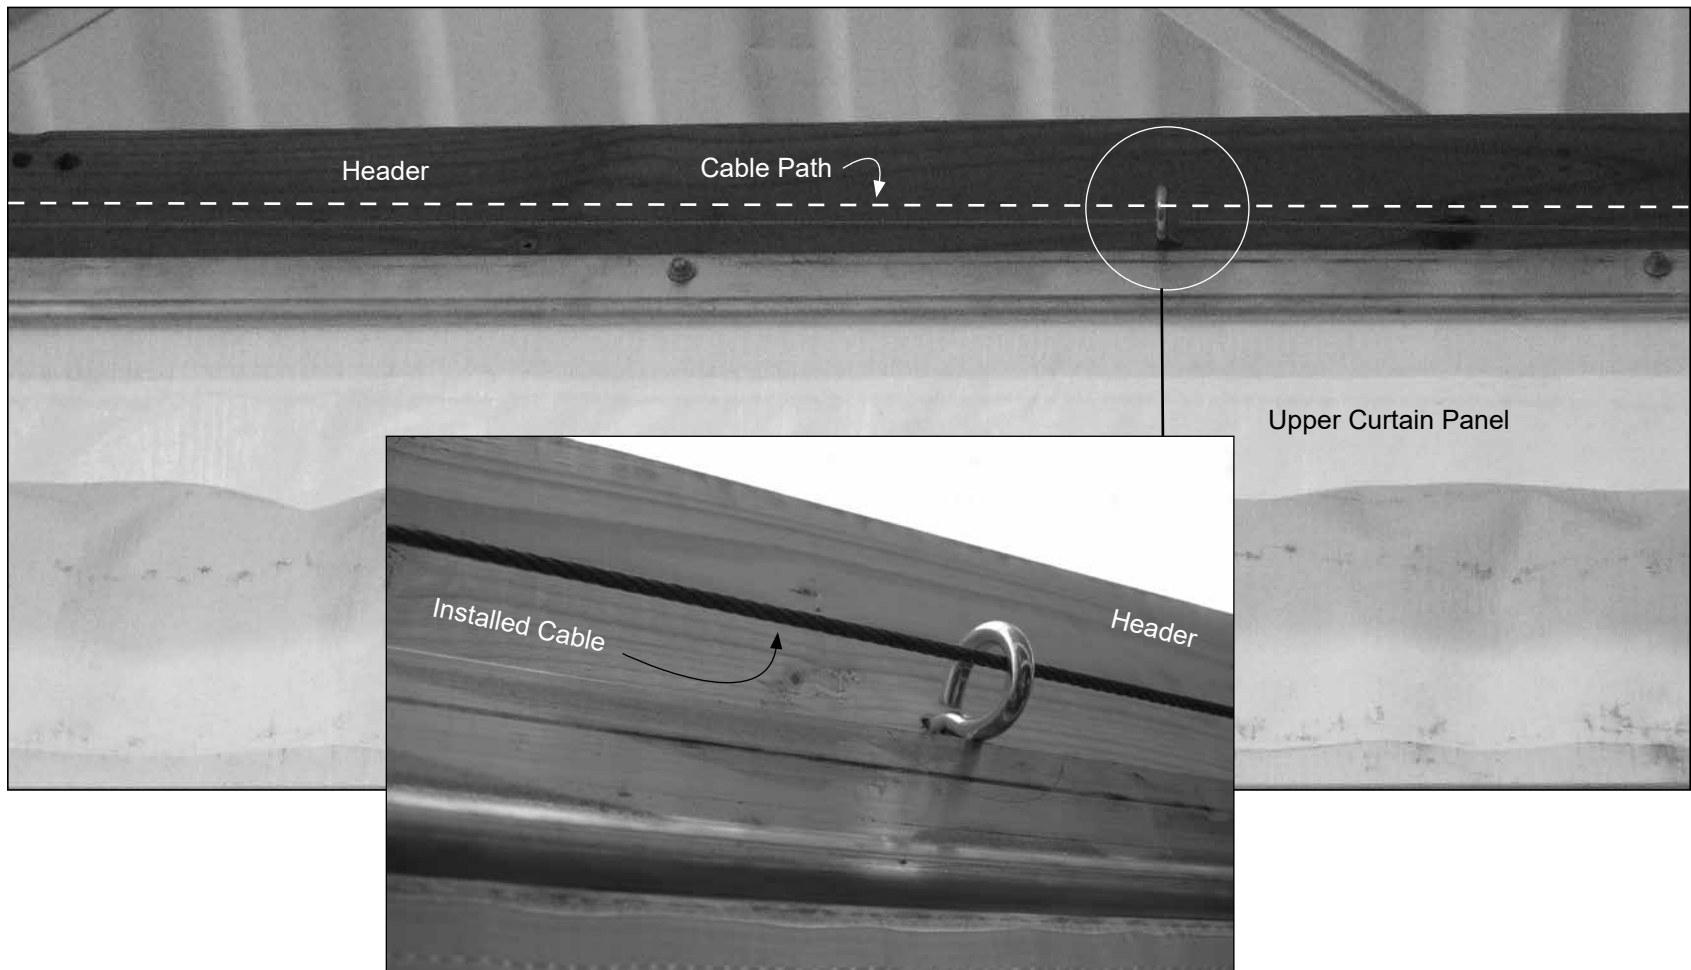 Header
Cable Path
Upper Curtain Panel
Installed Cable
Header